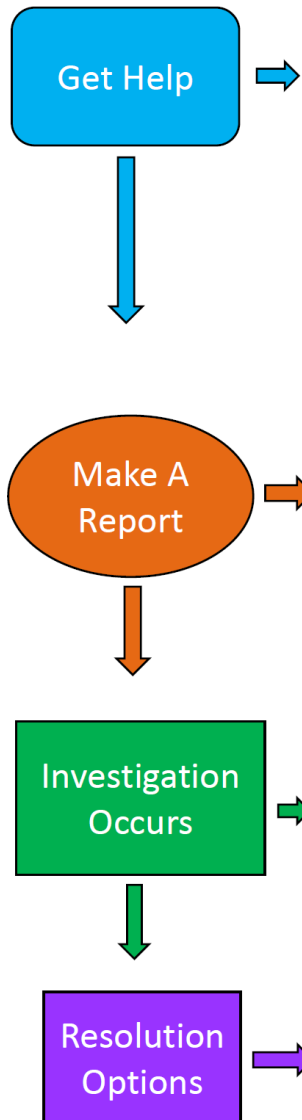 Get Help
Make A
Report
Investigation
Occurs
Resolution
Options